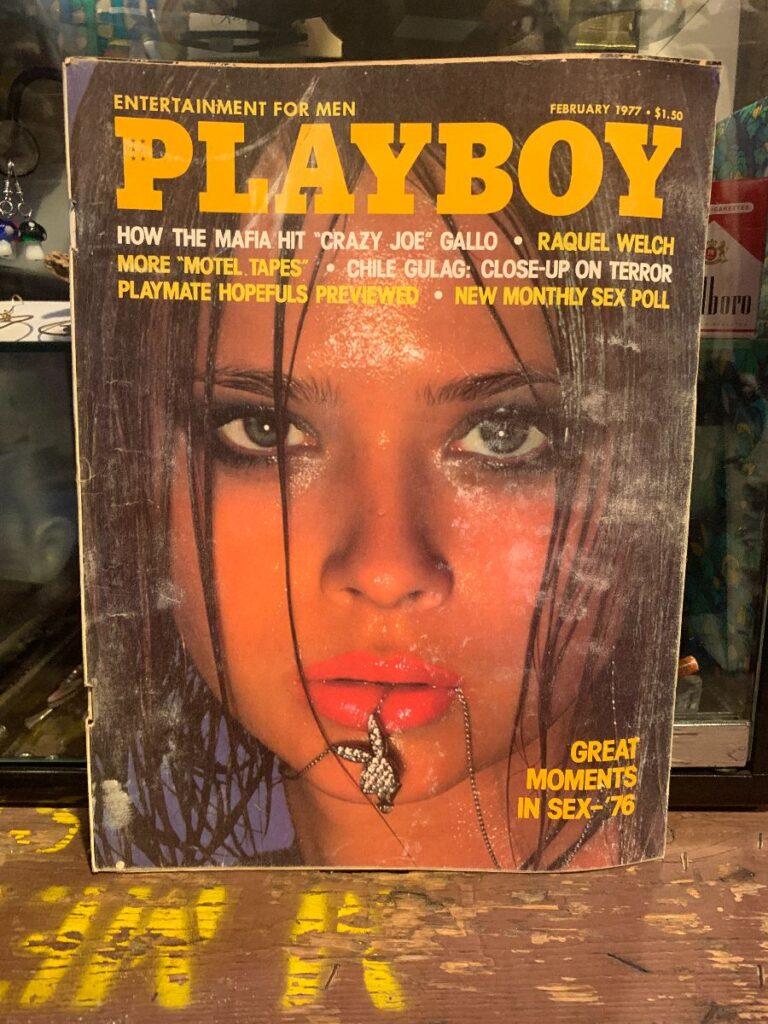 ENTERTAINMENT FOR MEN
FEBRUARY 1977 • $1.50
PLAYBOY
HOW THE MAFIA HIT "CRAZY JOE" GALLO • RAQUEL WELCH
MORE "MOTEL TAPES" • CHILE GULAG: CLOSE-UP ON TERROR
PLAYMATE HOPEFULS PREVIEWED • NEW MONTHLY SEX POLL
GREAT
MOMENTS
IN SEX–'76